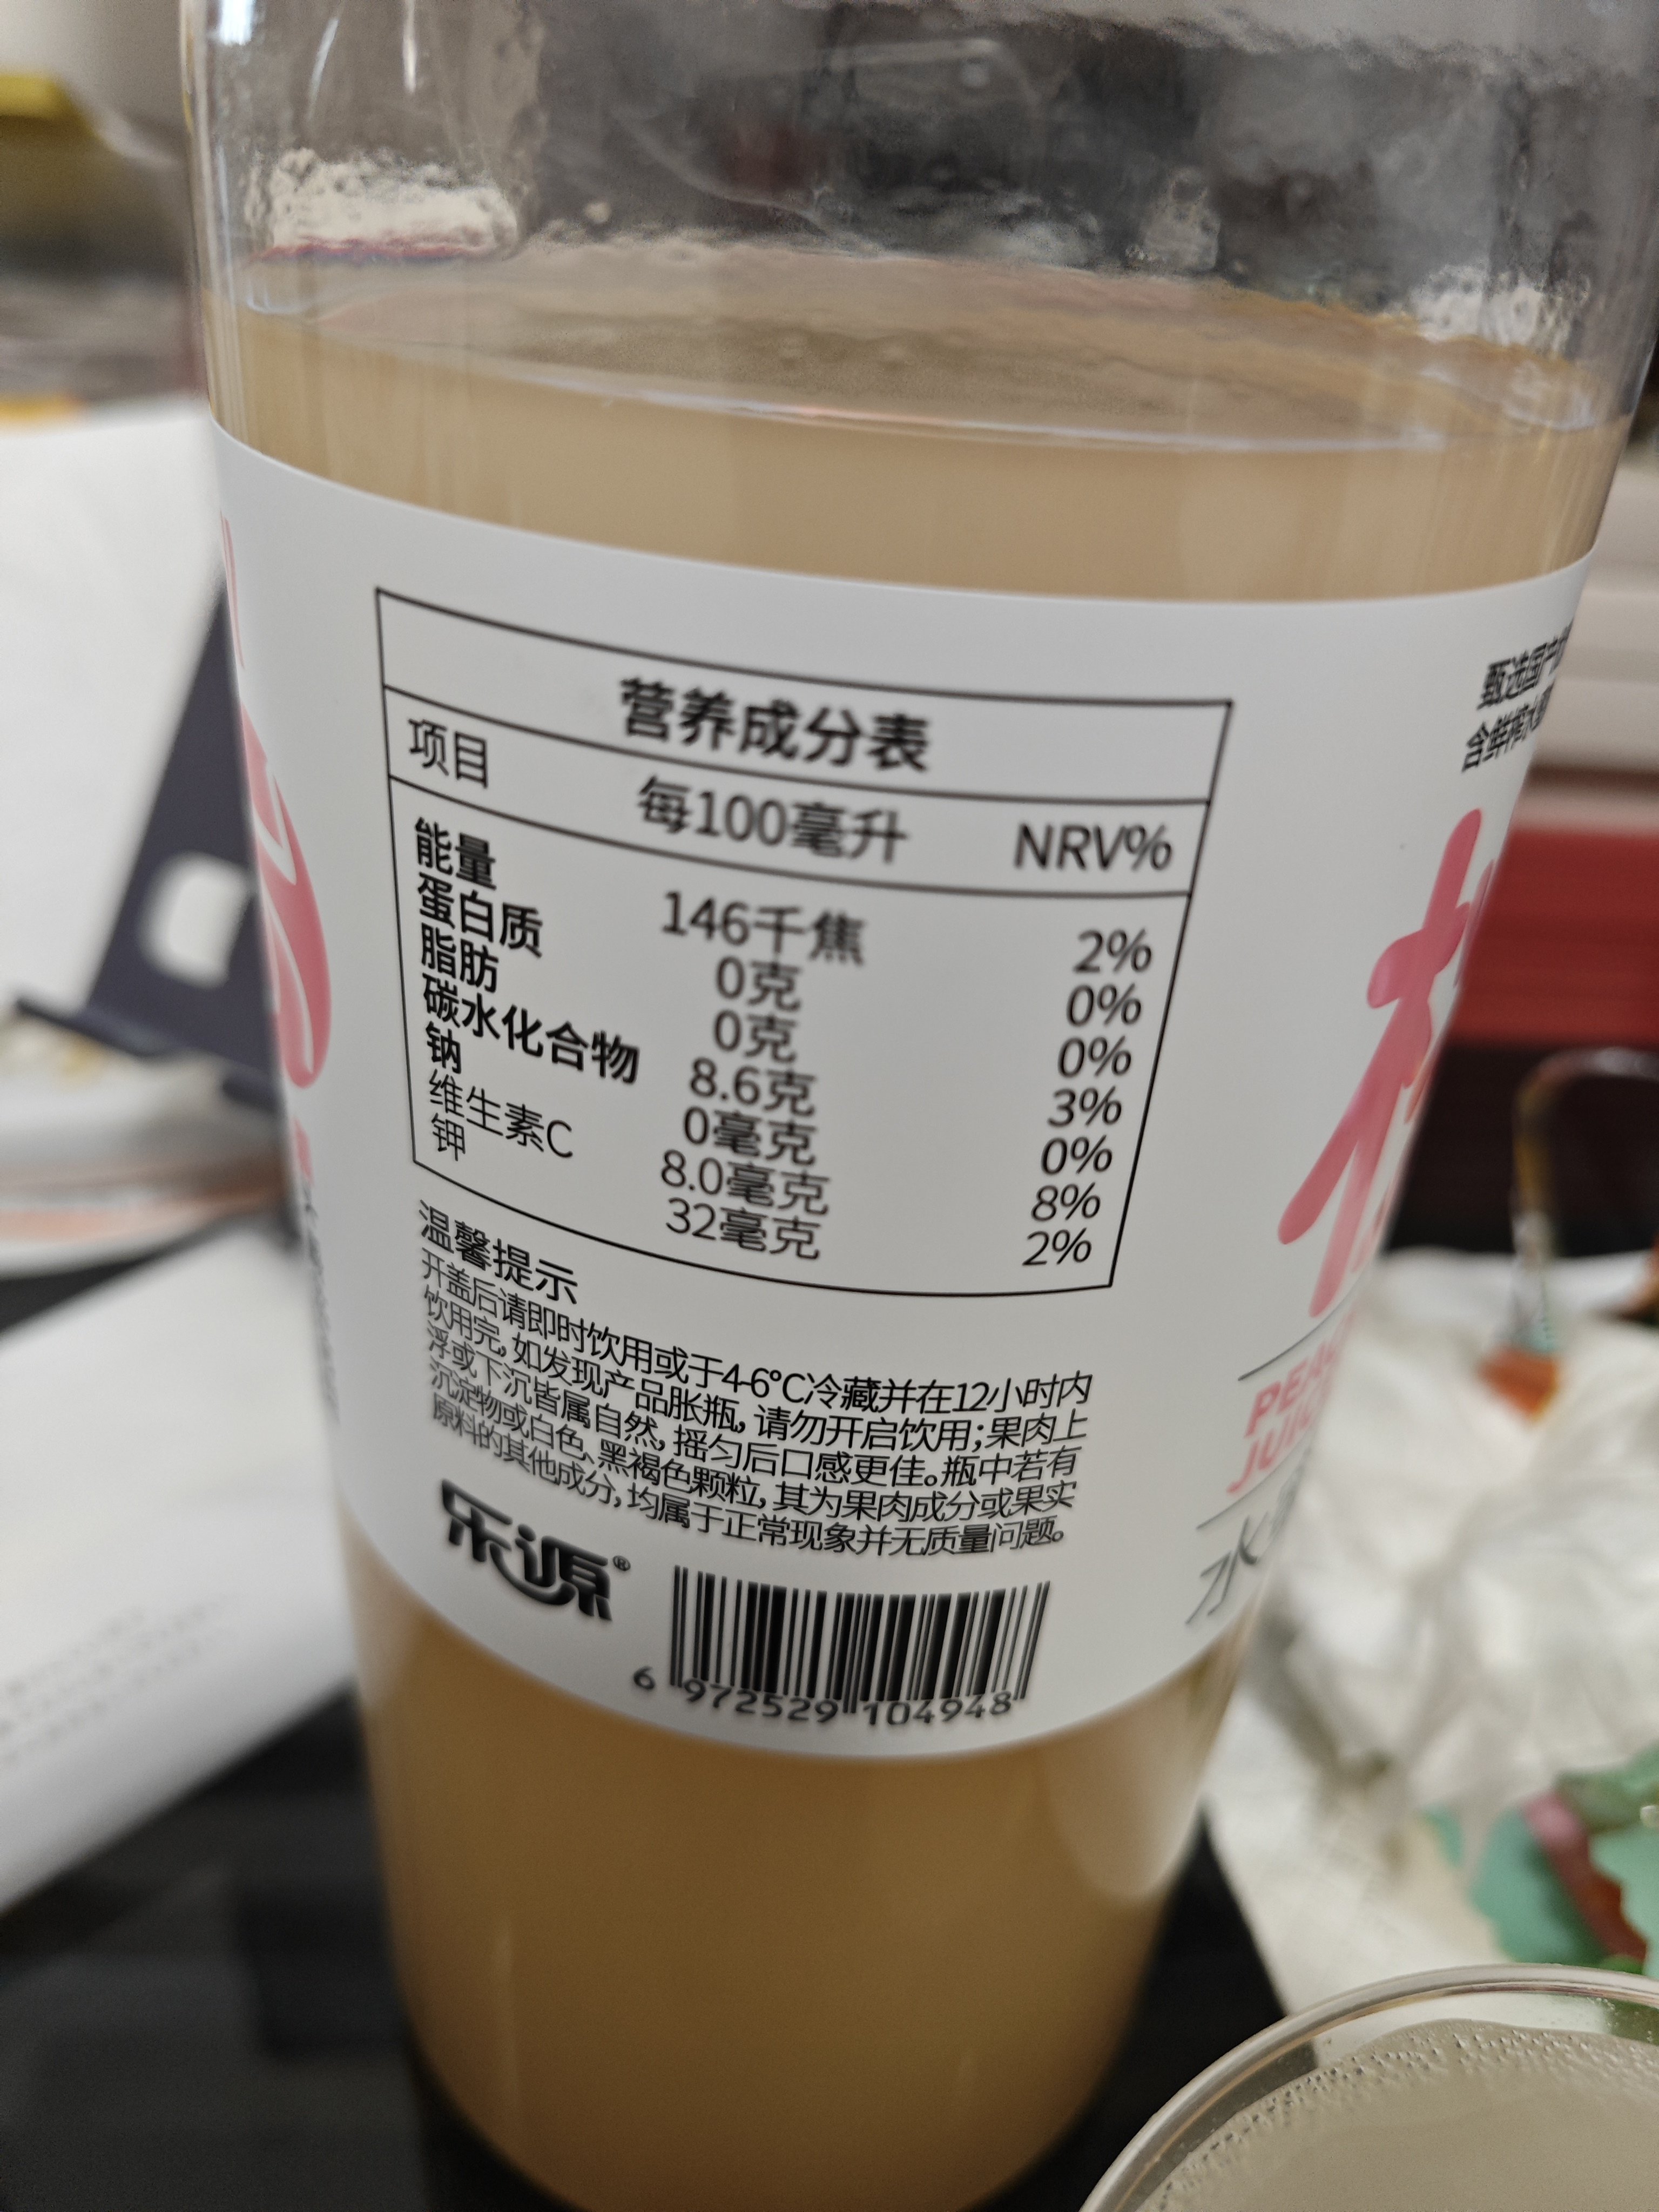 营养成分表
项目 每100毫升 NRV%
能量 146千焦 2%
蛋白质 0克 0%
脂肪 0克 0%
碳水化合物 8.6克 3%
钠 0毫克 0%
维生素C 8.0毫克 8%
钾 32毫克 2%
温馨提示
开盖后请即时饮用或于4-6°C冷藏并在12小时内
饮用完,如发现产品胀瓶,请勿开启饮用;果肉上
浮或下沉皆属自然,摇匀后口感更佳。瓶中若有
沉淀物或白色、黑褐色颗粒,其为果肉成分或果实
原料的其他成分,均属于正常现象并无质量问题。
乐源®
6 972529 104948
甄选国产
含鲜榨水